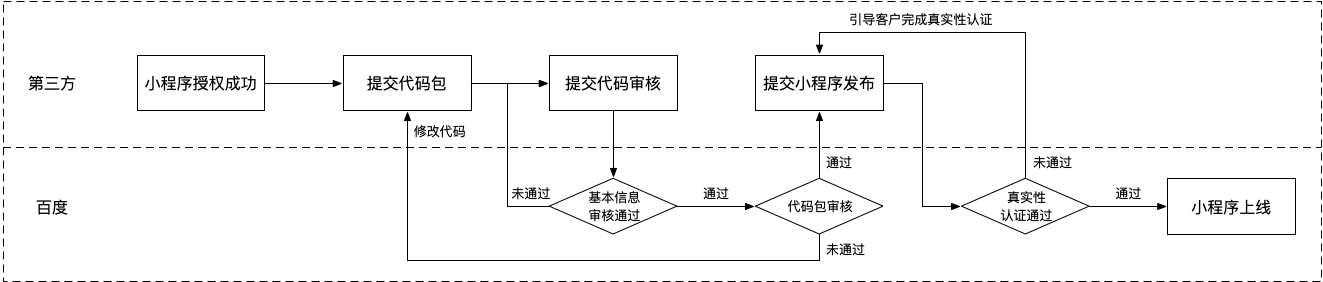 引导客户完成真实性认证
第三方
小程序授权成功
提交代码包
提交代码审核
提交小程序发布
修改代码
百度
未通过
基本信息
审核通过
通过
代码包审核
通过
未通过
真实性
认证通过
未通过
通过
小程序上线